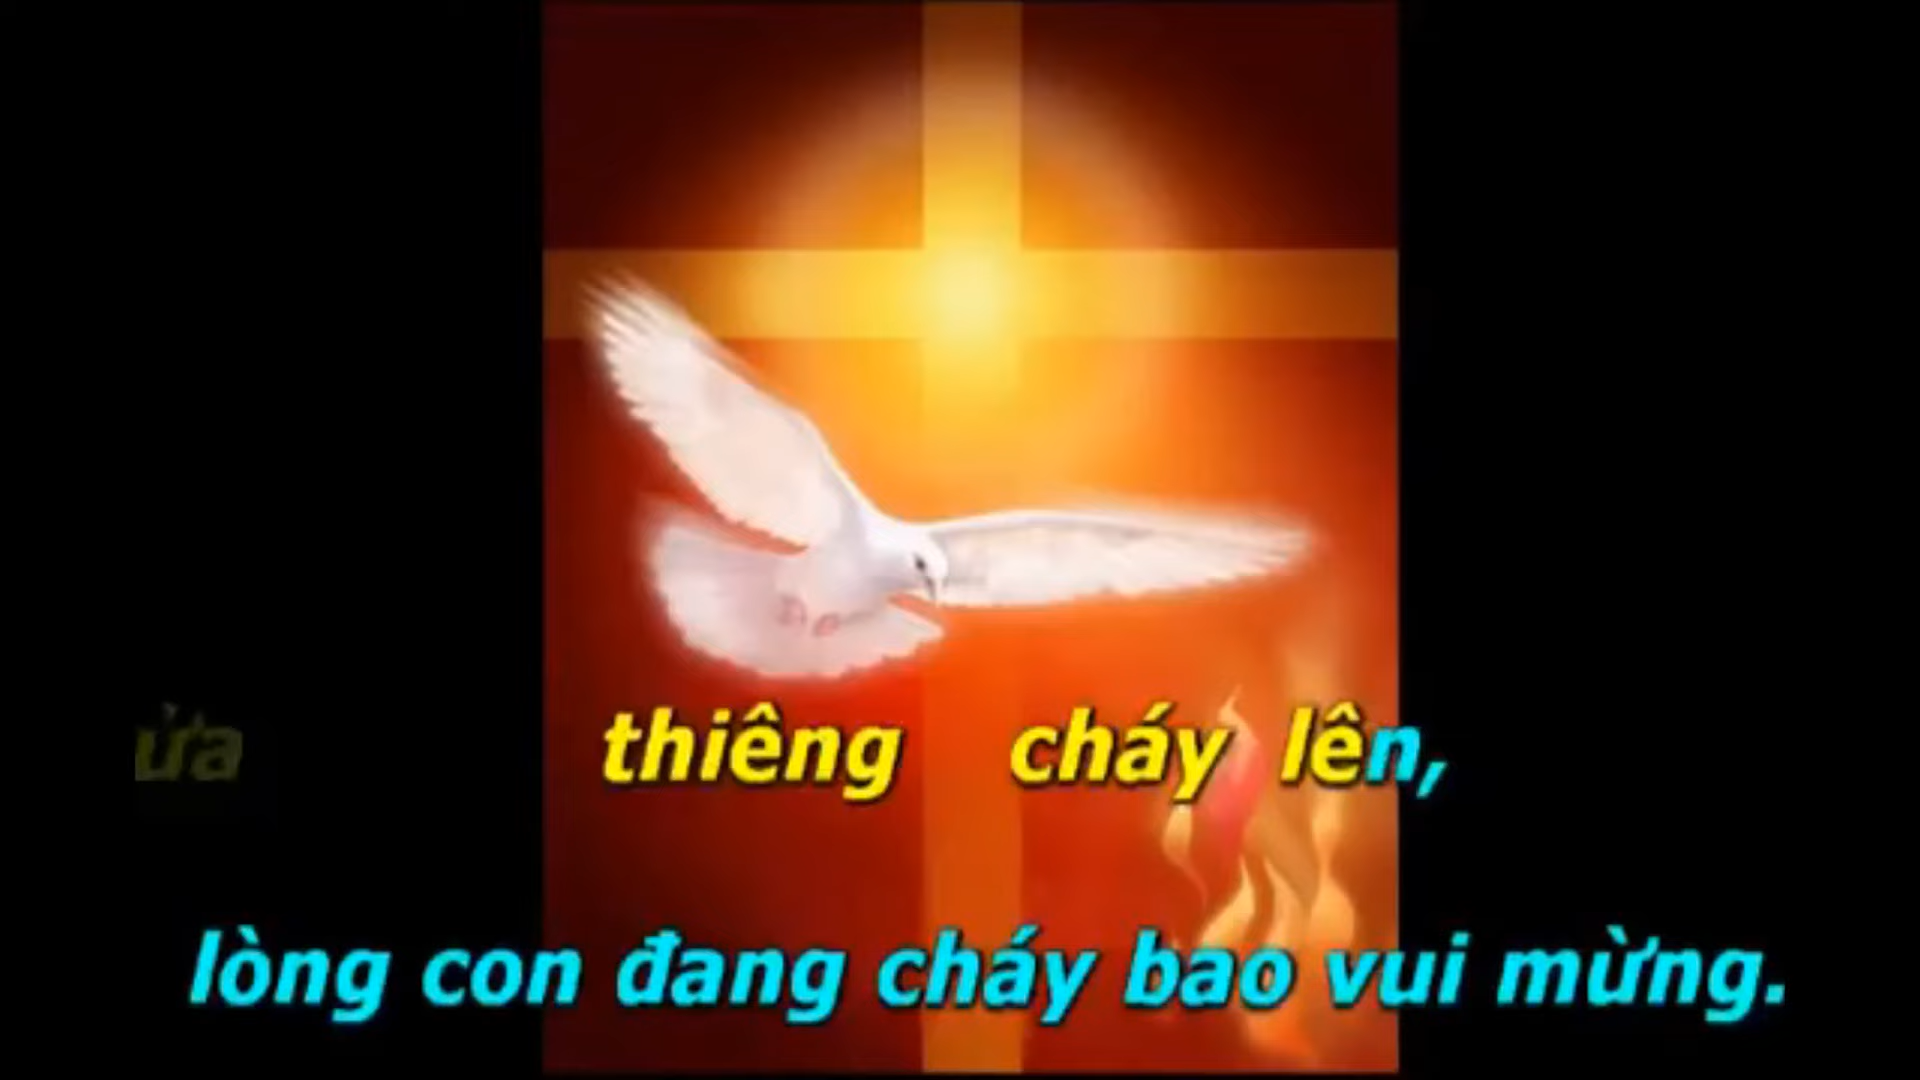 thiêng cháy lên,
lòng con đang cháy bao vui mừng.